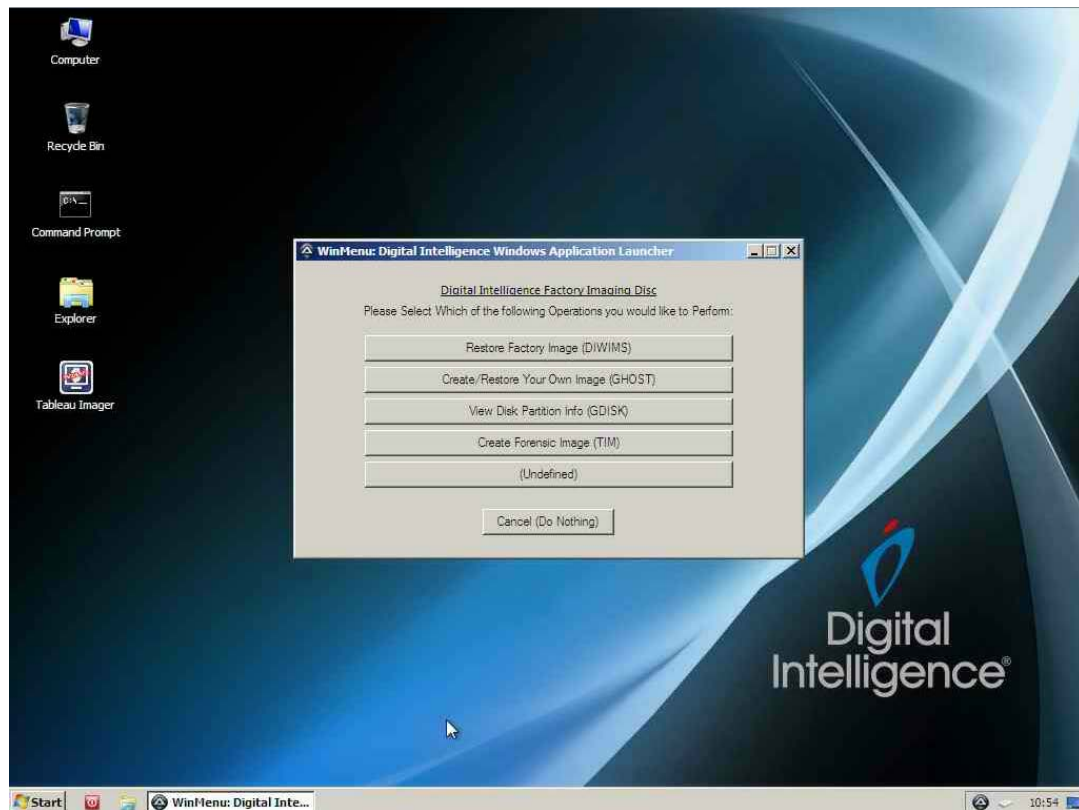 Computer
Recycle Bin
Command Prompt
Explorer
Tableau Imager
WinMenu: Digital Intelligence Windows Application Launcher
Digital Intelligence Factory Imaging Disc
Please Select Which of the following Operations you would like to Perform:
Restore Factory Image (DIWIMS)
Create/Restore Your Own Image (GHOST)
View Disk Partition Info (GDISK)
Create Forensic Image (TIM)
(Undefined)
Cancel (Do Nothing)
Digital
Intelligence®
Start
WinMenu: Digital Inte...
10:54